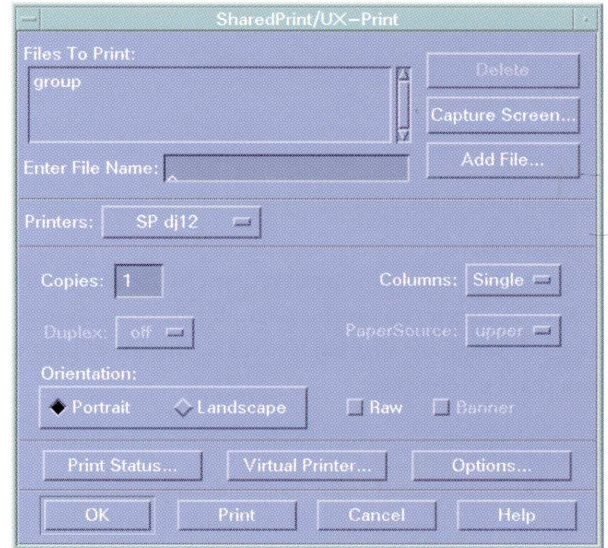 SharedPrint/UX-Print
Files To Print:
group
Delete
Capture Screen...
Enter File Name:
Add File...
Printers: SP dj12
Copies: 1
Columns: Single
Duplex: off
PaperSource: upper
Orientation:
Portrait Landscape Raw Banner
Print Status... Virtual Printer... Options...
OK Print Cancel Help